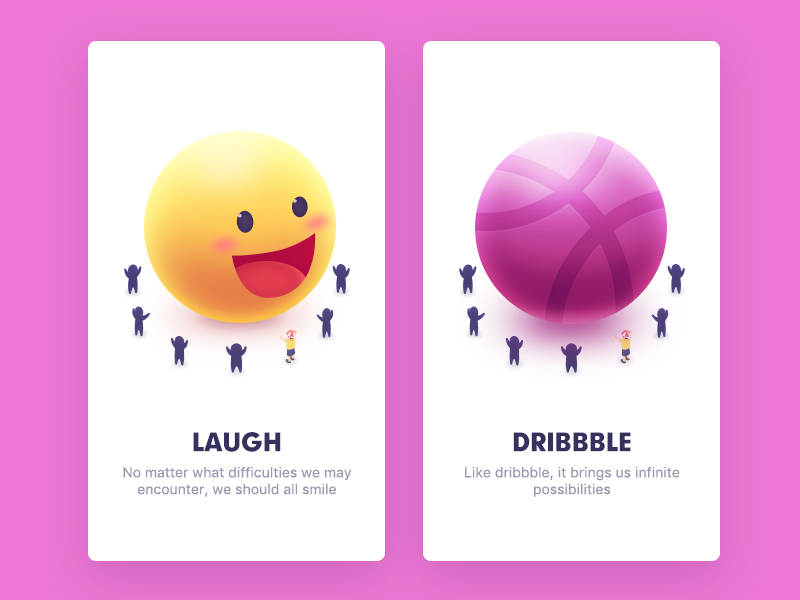 LAUGH
No matter what difficulties we may
encounter, we should all smile
DRIBBBLE
Like dribbble, it brings us infinite
possibilities